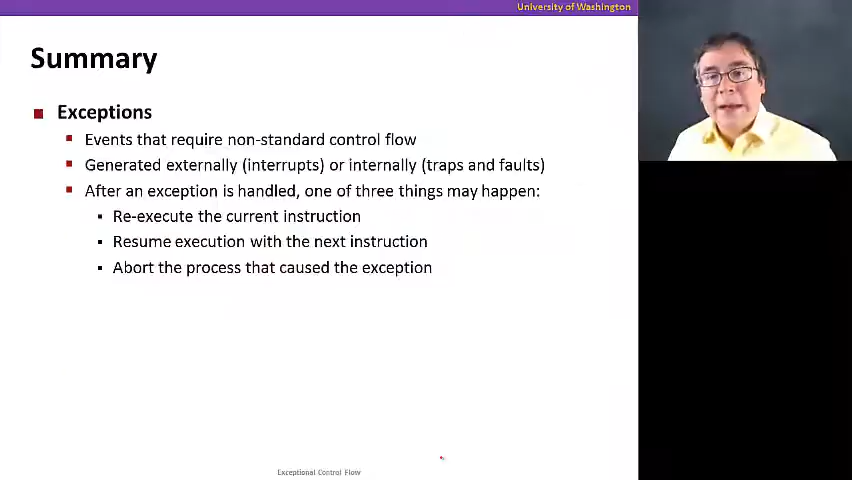 University of Washington
Summary
Exceptions
Events that require non-standard control flow
Generated externally (interrupts) or internally (traps and faults)
After an exception is handled, one of three things may happen:
Re-execute the current instruction
Resume execution with the next instruction
Abort the process that caused the exception
Exceptional Control Flow